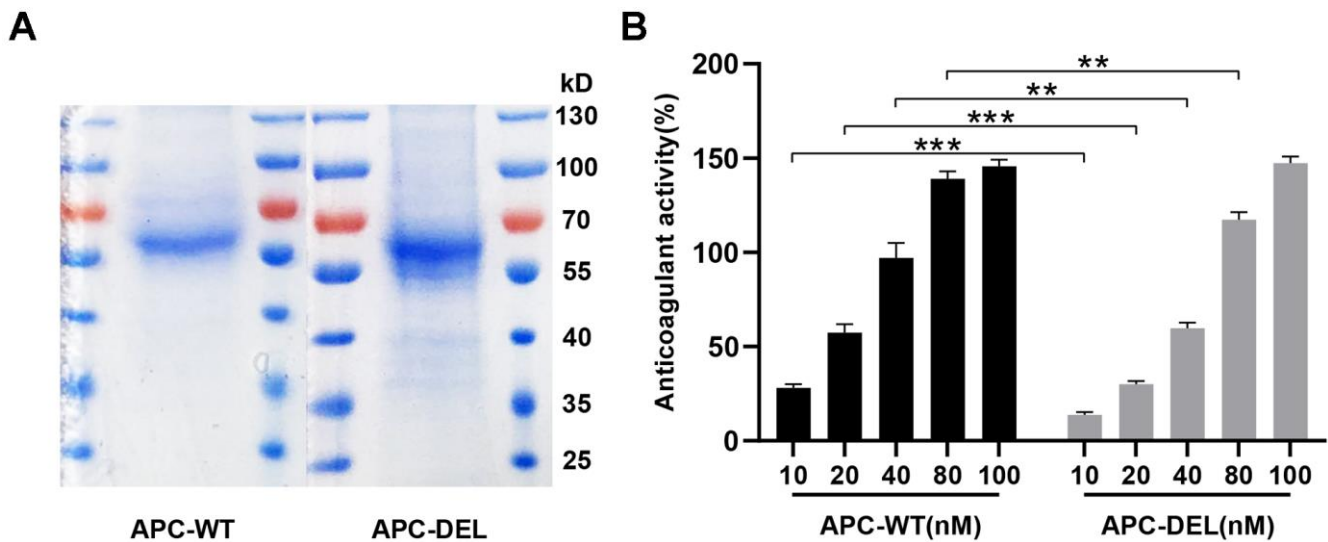 A
kD
130
100
70
55
40
35
25
APC-WT
APC-DEL
B
Anticoagulant activity(%)
200
150
100
50
0
**
**
***
***
10 20 40 80 100
10 20 40 80 100
APC-WT(nM)
APC-DEL(nM)